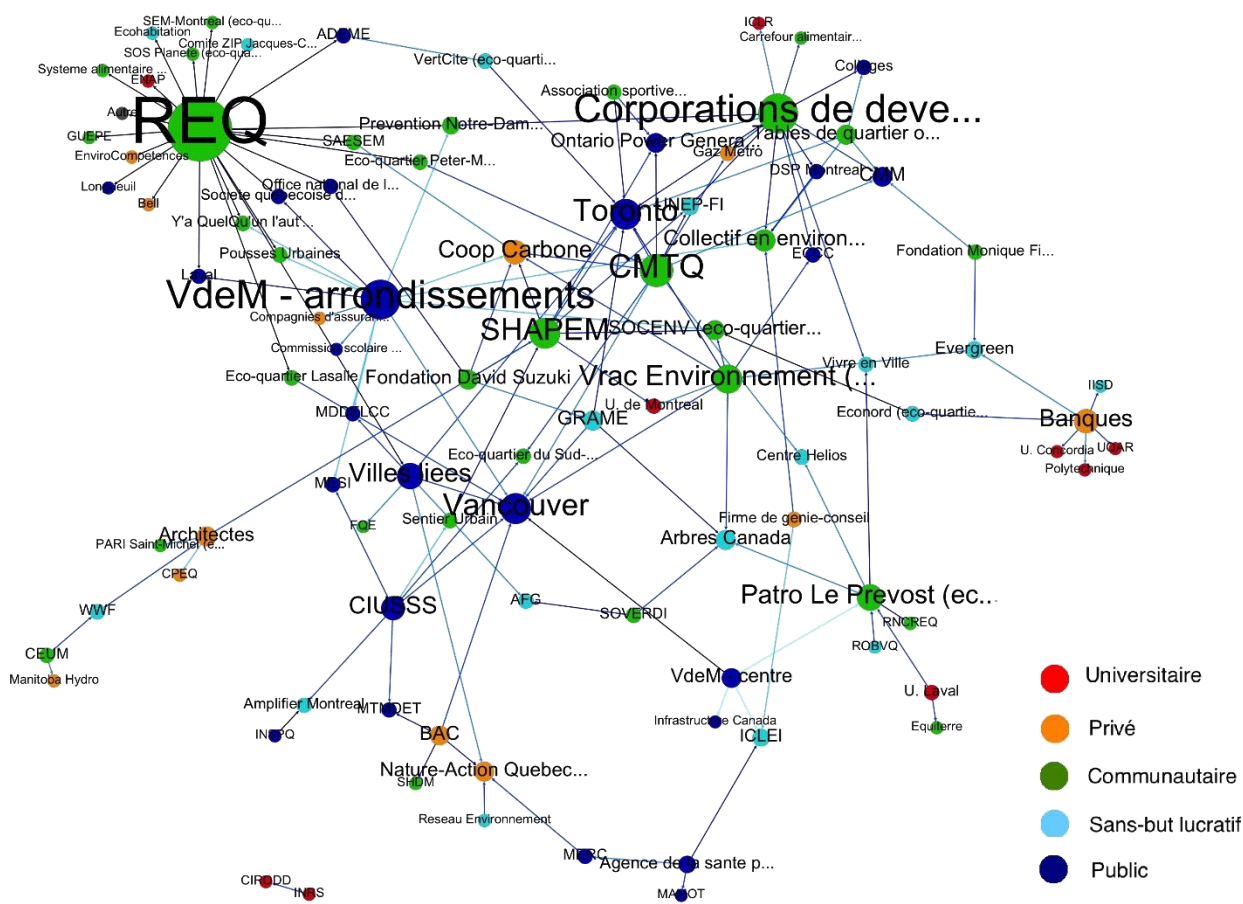 SEM-Montreal (eco-qu...
ICLR
Ecohabitation
ADEME
Carrefour alimentair...
Comite ZIP Jacques-C...
SOS Planete (eco-qua...
VertCite (eco-quarti...
Colleges
Systeme alimentaire ...
ENAP
Association sportive...
Corporations de deve...
REQ
Autre
Prevention Notre-Dam...
Tables de quartier o...
GUEPE
SAESEM
Ontario Power Genera...
Gaz Metro
EnviroCompetences
Eco-quartier Peter-M...
DSP Montreal
CMM
Longueuil
Office national de l...
Societe quebecoise d...
Bell
Toronto
UNEP-FI
Y'a QuelQu'un l'aut'...
Collectif en environ...
Pousses Urbaines
Coop Carbone
ECCC
Fondation Monique Fi...
Laval
CMTQ
VdeM - arrondissements
Compagnies d'assuran...
SHAPEM
SOCENV (eco-quartier...
Commission scolaire ...
Evergreen
Vivre en Ville
Eco-quartier Lasalle
Fondation David Suzuki
Vrac Environnement (...
IISD
U. de Montreal
MDDELCC
GRAME
Econord (eco-quartie...
Banques
U. Concordia
UQAR
Eco-quartier du Sud-...
Centre Helios
Polytechnique
Villes liees
MESI
Vancouver
FQE
Sentier Urbain
Firme de genie-conseil
Architectes
PARI Saint-Michel (e...
Arbres Canada
CPEQ
Patro Le Prevost (ec...
WWF
CIUSSS
AFG
SOVERDI
RNCREQ
ROBVQ
CEUM
Manitoba Hydro
VdeM - centre
U. Laval
Universitaire
Amplifier Montreal
MTMDET
Infrastructure Canada
Equiterre
INSPQ
BAC
ICLEI
Privé
Nature-Action Quebec...
SHDM
Communautaire
Reseau Environnement
Sans-but lucratif
MERC
Agence de la sante p...
Public
CIRODD
INRS
MAMOT